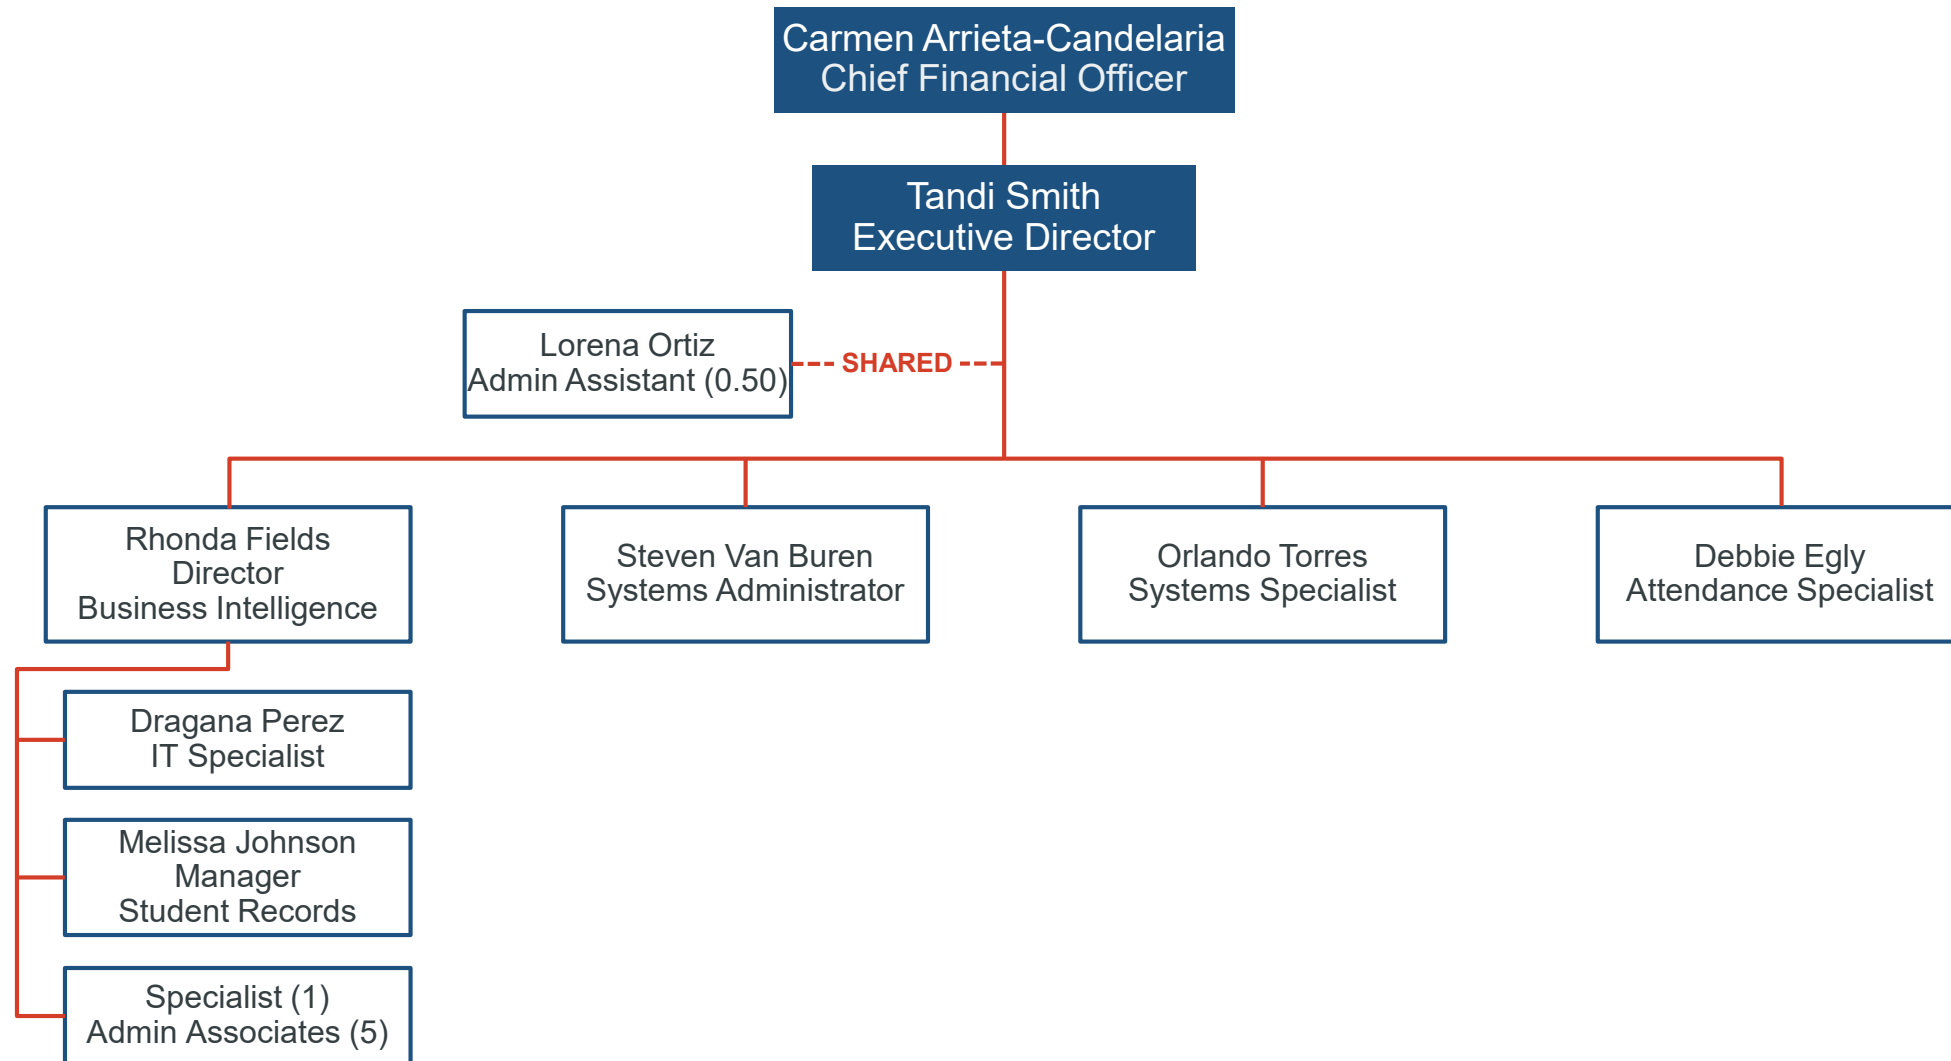 Carmen Arrieta-Candelaria
Chief Financial Officer
Tandi Smith
Executive Director
Lorena Ortiz
Admin Assistant (0.50)
SHARED
Rhonda Fields
Director
Business Intelligence
Steven Van Buren
Systems Administrator
Orlando Torres
Systems Specialist
Debbie Egly
Attendance Specialist
Dragana Perez
IT Specialist
Melissa Johnson
Manager
Student Records
Specialist (1)
Admin Associates (5)